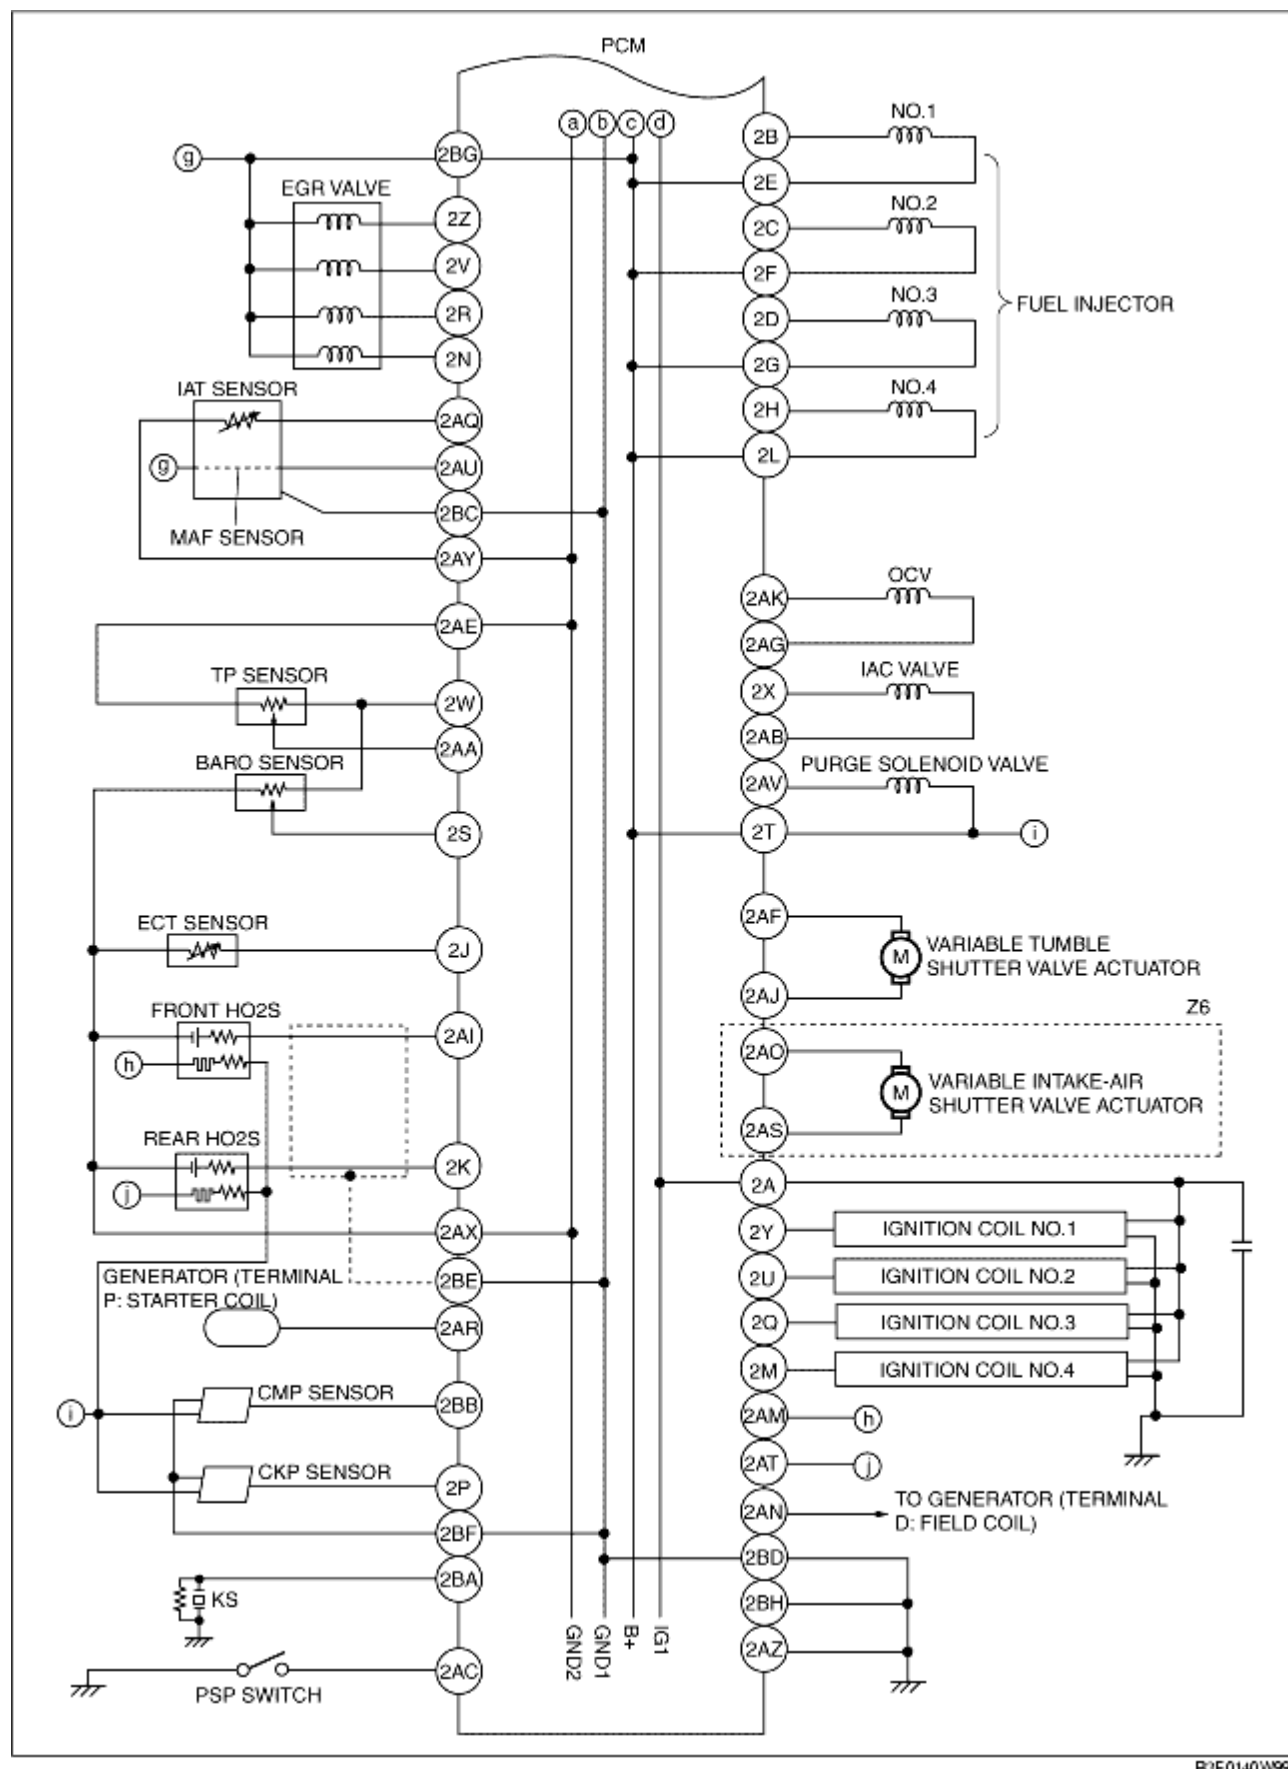 PCM
a b c d
g
2BG
EGR VALVE
2Z
2V
2R
2N
IAT SENSOR
2AQ
g
2AU
2BC
MAF SENSOR
2AY
2AE
TP SENSOR
2W
2AA
BARO SENSOR
2S
ECT SENSOR
2J
FRONT HO2S
2AI
h
REAR HO2S
2K
j
2AX
GENERATOR (TERMINAL
P: STARTER COIL)
2BE
2AR
CMP SENSOR
2BB
i
CKP SENSOR
2P
2BF
2BA
KS
2AC
PSP SWITCH
GND2
GND1
B+
IG1
2B
NO.1
2E
NO.2
2C
2F
FUEL INJECTOR
NO.3
2D
2G
NO.4
2H
2L
OCV
2AK
2AG
IAC VALVE
2X
2AB
PURGE SOLENOID VALVE
2AV
2T
i
2AF
M
VARIABLE TUMBLE
SHUTTER VALVE ACTUATOR
2AJ
Z6
2AO
M
VARIABLE INTAKE-AIR
SHUTTER VALVE ACTUATOR
2AS
2A
2Y
IGNITION COIL NO.1
2U
IGNITION COIL NO.2
2Q
IGNITION COIL NO.3
2M
IGNITION COIL NO.4
2AM
h
2AT
j
2AN
TO GENERATOR (TERMINAL
D: FIELD COIL)
2BD
2BH
2AZ